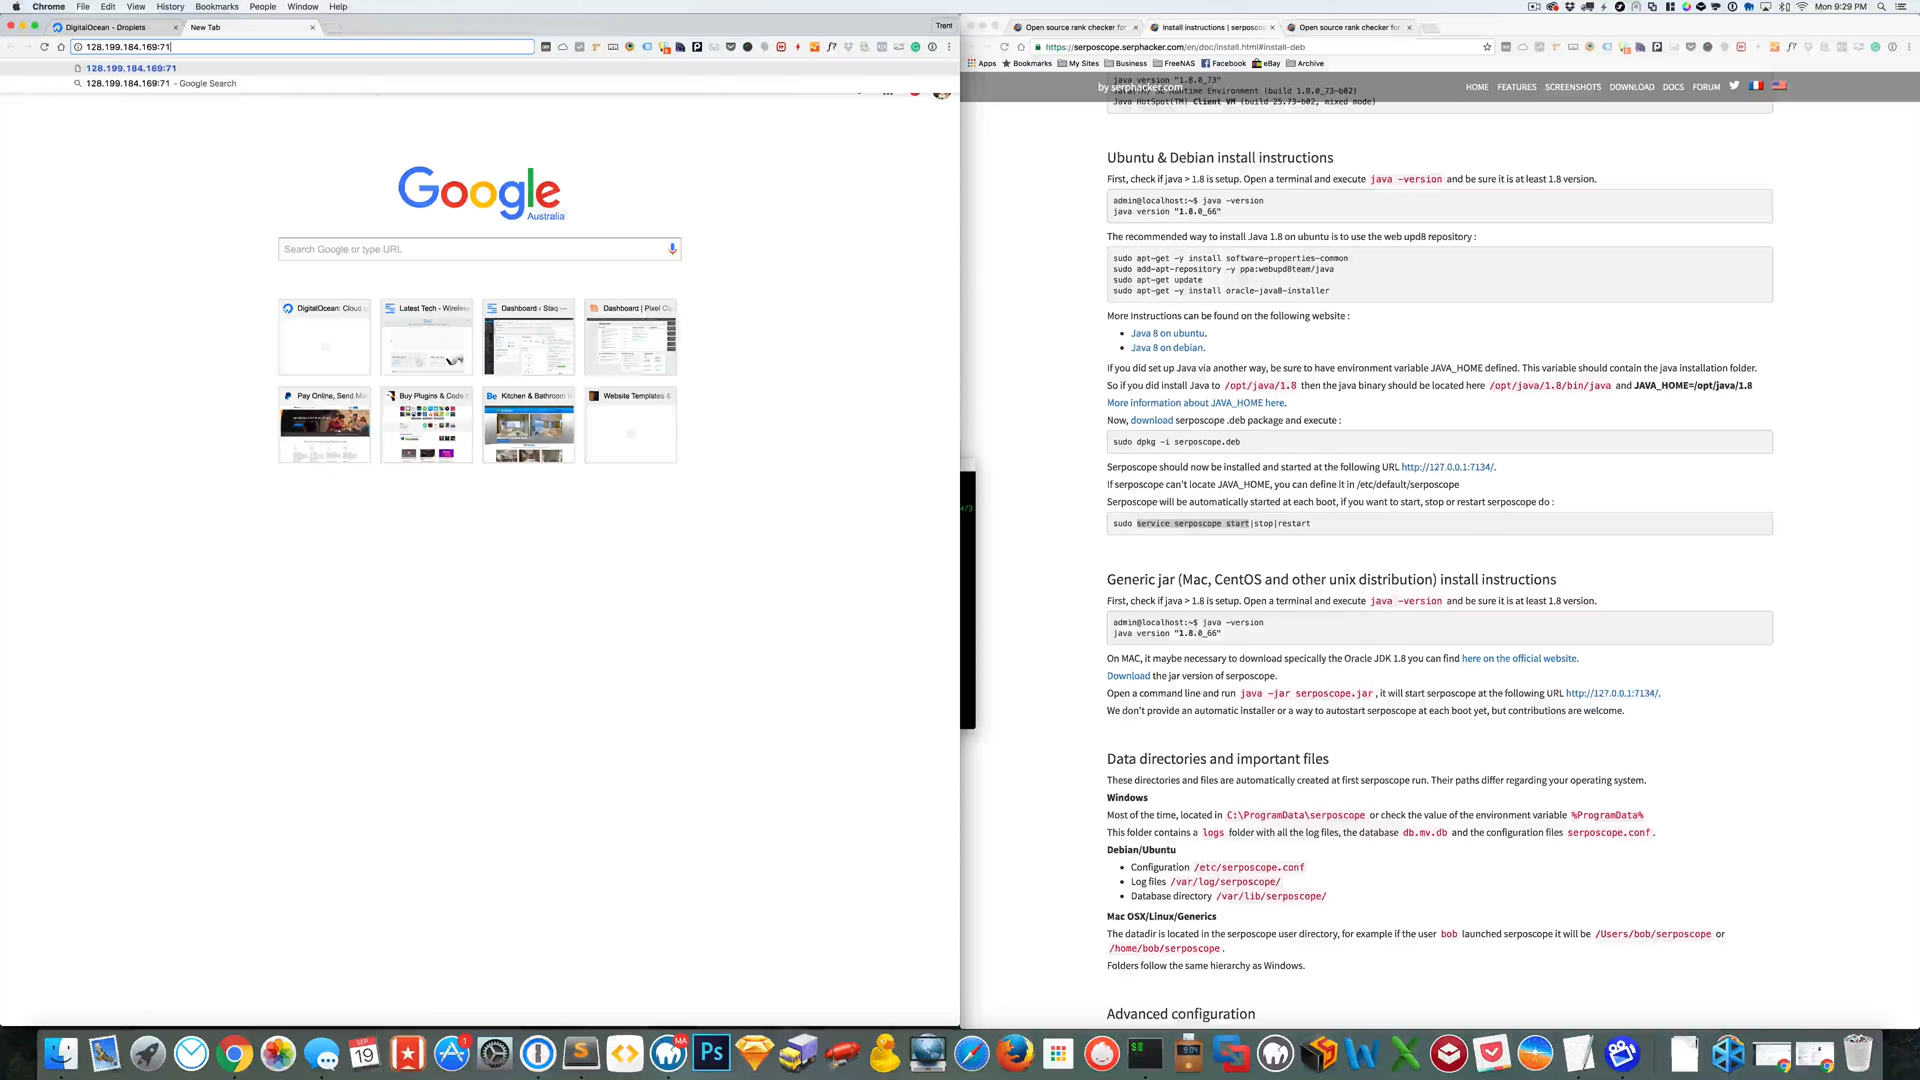 Chrome File Edit View History Bookmarks People Window Help
Mon 9:29 PM
DigitalOcean - Droplets
New Tab
Trent
128.199.184.169:71
128.199.184.169:71
128.199.184.169:71 - Google Search
Google
Australia
Search Google or type URL
DigitalOcean: Cloud
Latest Tech - Wireless
Dashboard ‹ Staq —
Dashboard | Pixel Co
Pay Online, Send Mon
Buy Plugins & Code f
Kitchen & Bathroom
Website Templates &
Open source rank checker for
Install instructions | serposco
Open source rank checker for
https://serposcope.serphacker.com/en/doc/install.html#install-deb
Apps Bookmarks My Sites Business FreeNAS Facebook eBay Archive
java version "1.8.0_73"
by serphacker.com
HOME FEATURES SCREENSHOTS DOWNLOAD DOCS FORUM
Java HotSpot(TM) Client VM (build 25.73-b02, mixed mode)
Ubuntu & Debian install instructions
First, check if java > 1.8 is setup. Open a terminal and execute java -version and be sure it is at least 1.8 version.
admin@localhost:~$ java -version
java version "1.8.0_66"
The recommended way to install Java 1.8 on ubuntu is to use the web upd8 repository :
sudo apt-get -y install software-properties-common
sudo add-apt-repository -y ppa:webupd8team/java
sudo apt-get update
sudo apt-get -y install oracle-java8-installer
More Instructions can be found on the following website :
Java 8 on ubuntu.
Java 8 on debian.
If you did set up Java via another way, be sure to have environment variable JAVA_HOME defined. This variable should contain the java installation folder.
So if you did install Java to /opt/java/1.8 then the java binary should be located here /opt/java/1.8/bin/java and JAVA_HOME=/opt/java/1.8
More information about JAVA_HOME here.
Now, download serposcope .deb package and execute :
sudo dpkg -i serposcope.deb
Serposcope should now be installed and started at the following URL http://127.0.0.1:7134/.
If serposcope can't locate JAVA_HOME, you can define it in /etc/default/serposcope
Serposcope will be automatically started at each boot, if you want to start, stop or restart serposcope do :
sudo service serposcope start|stop|restart
Generic jar (Mac, CentOS and other unix distribution) install instructions
First, check if java > 1.8 is setup. Open a terminal and execute java -version and be sure it is at least 1.8 version.
admin@localhost:~$ java -version
java version "1.8.0_66"
On MAC, it maybe necessary to download specically the Oracle JDK 1.8 you can find here on the official website.
Download the jar version of serposcope.
Open a command line and run java -jar serposcope.jar, it will start serposcope at the following URL http://127.0.0.1:7134/.
We don't provide an automatic installer or a way to autostart serposcope at each boot yet, but contributions are welcome.
Data directories and important files
These directories and files are automatically created at first serposcope run. Their paths differ regarding your operating system.
Windows
Most of the time, located in C:\ProgramData\serposcope or check the value of the environment variable %ProgramData%
This folder contains a logs folder with all the log files, the database db.mv.db and the configuration files serposcope.conf.
Debian/Ubuntu
Configuration /etc/serposcope.conf
Log files /var/log/serposcope/
Database directory /var/lib/serposcope/
Mac OSX/Linux/Generics
The datadir is located in the serposcope user directory, for example if the user bob launched serposcope it will be /Users/bob/serposcope or
/home/bob/serposcope.
Folders follow the same hierarchy as Windows.
Advanced configuration